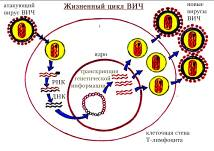 атакующий
вирус ВИЧ
Жизненный цикл ВИЧ
новые
вирусы
ВИЧ
ядро
транскрипция
генетической
информации
РНК
ДНК
клеточная стенка
Т-лимфоцита